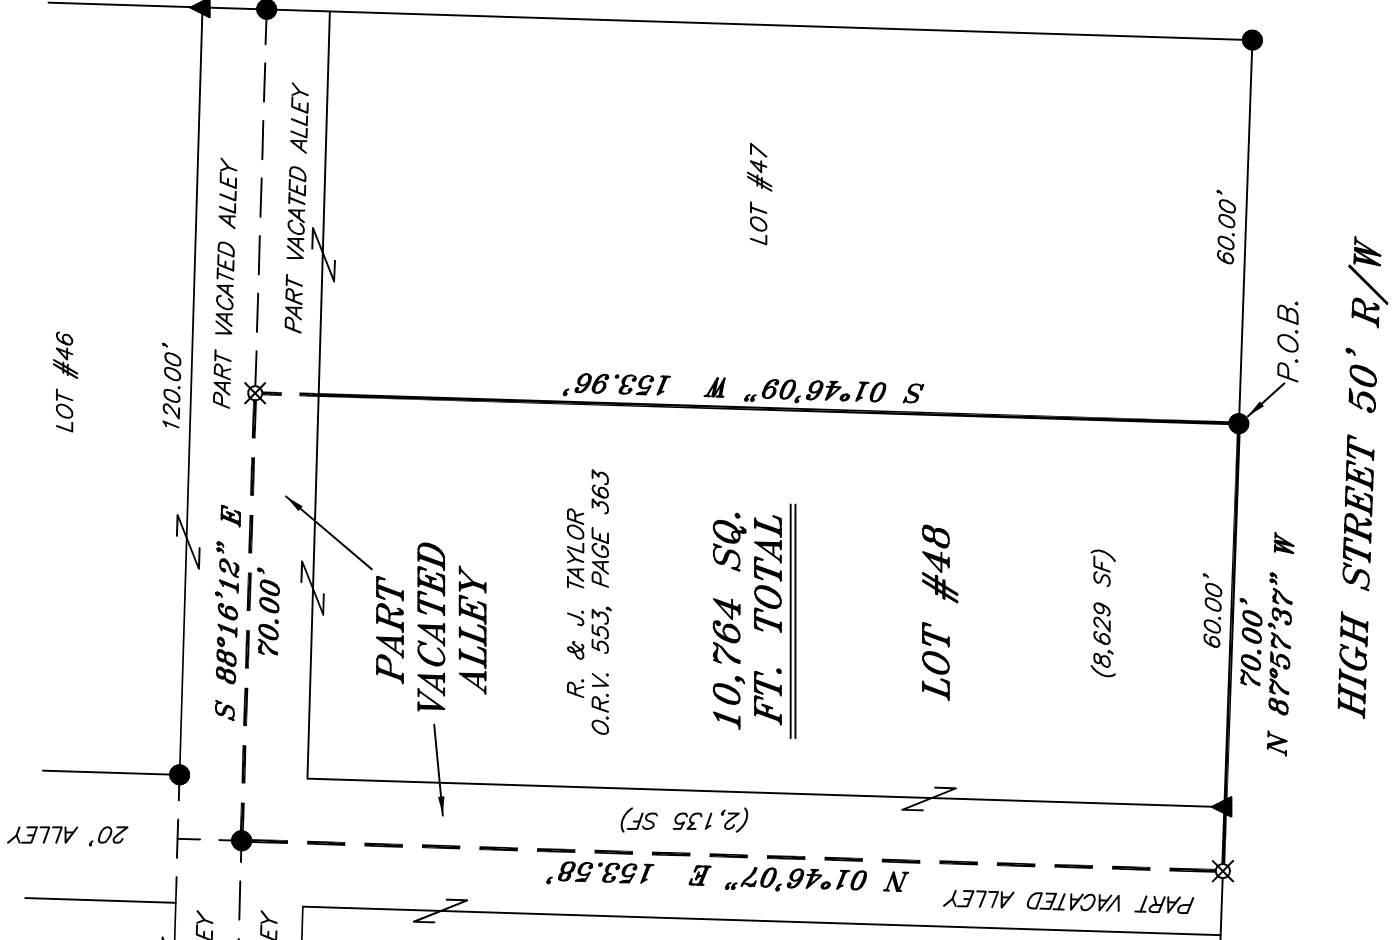 LOT #46
120.00'
PART VACATED ALLEY
PART VACATED ALLEY
LOT #47
60.00'
P.O.B.
HIGH STREET 50' R/W
S 01°46'09" W 153.96'
S 88°16'12" E
70.00'
PART
VACATED
ALLEY
R. & J. TAYLOR
O.R.V. 553, PAGE 363
10,764 SQ.
FT. TOTAL
LOT #48
(8,629 SF)
60.00'
70.00'
N 87°57'37" W
20' ALLEY
(2,135 SF)
N 01°46'07" E 153.58'
PART VACATED ALLEY
EY
EY